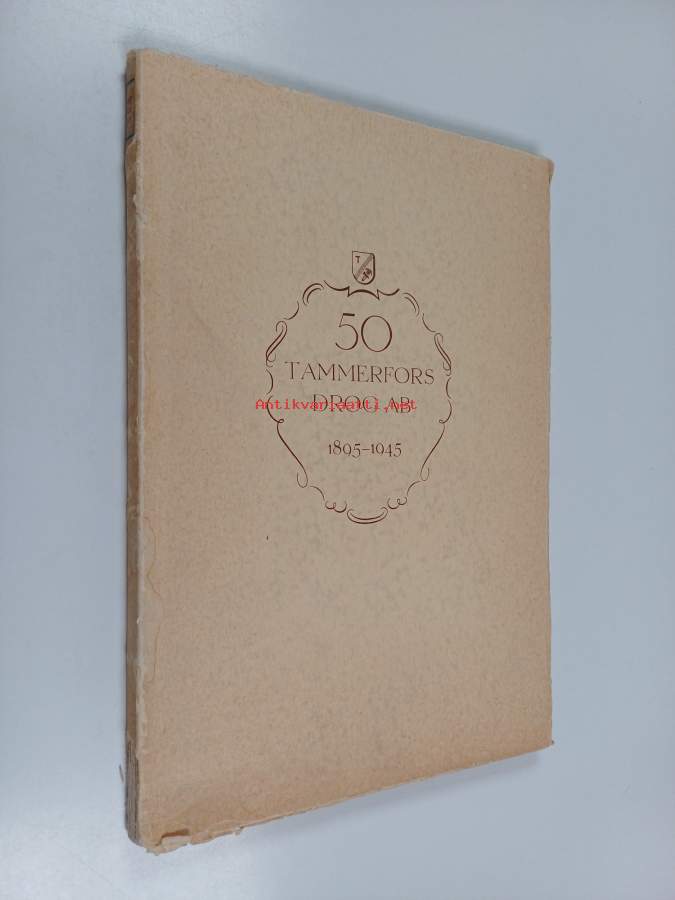 T
50
TAMMERFORS
DROG AB
Antikvariaatti.net
1895-1945